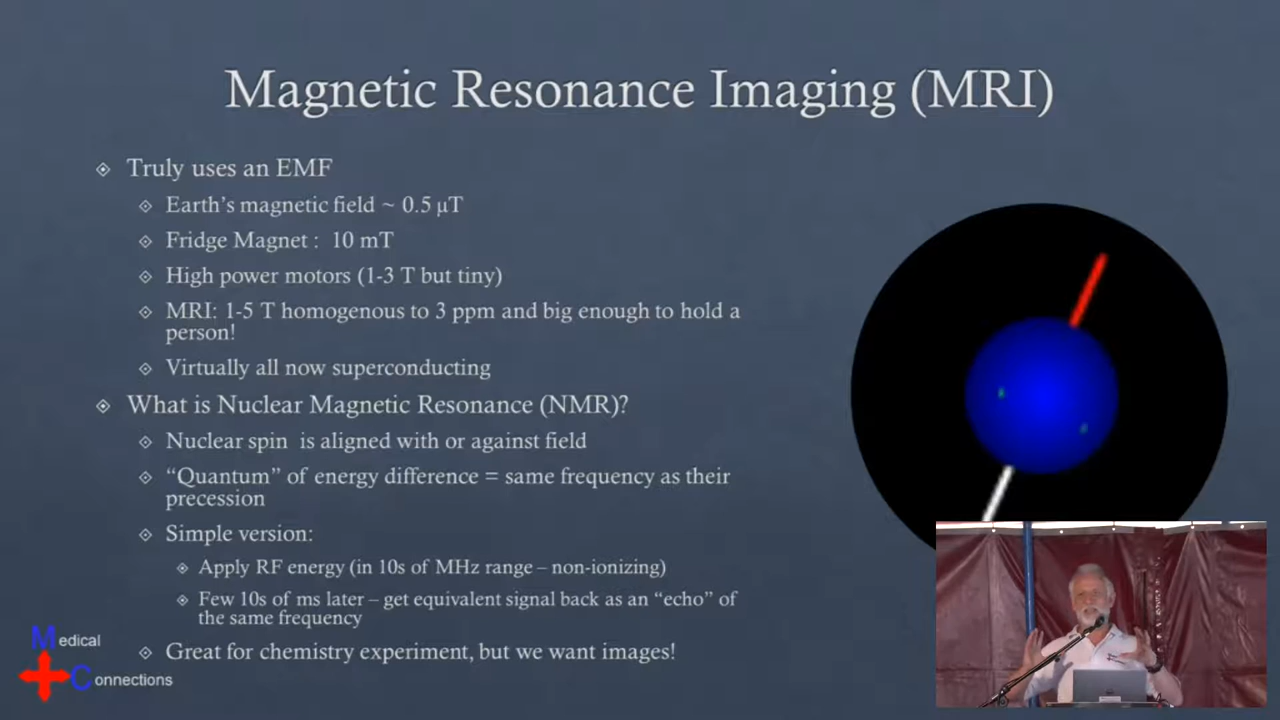 Magnetic Resonance Imaging (MRI)
Truly uses an EMF
Earth's magnetic field ~ 0.5 µT
Fridge Magnet : 10 mT
High power motors (1-3 T but tiny)
MRI: 1-5 T homogenous to 3 ppm and big enough to hold a
person!
Virtually all now superconducting
What is Nuclear Magnetic Resonance (NMR)?
Nuclear spin is aligned with or against field
“Quantum” of energy difference = same frequency as their
precession
Simple version:
Apply RF energy (in 10s of MHz range – non-ionizing)
Few 10s of ms later – get equivalent signal back as an “echo” of
the same frequency
Great for chemistry experiment, but we want images!
Medical
Connections